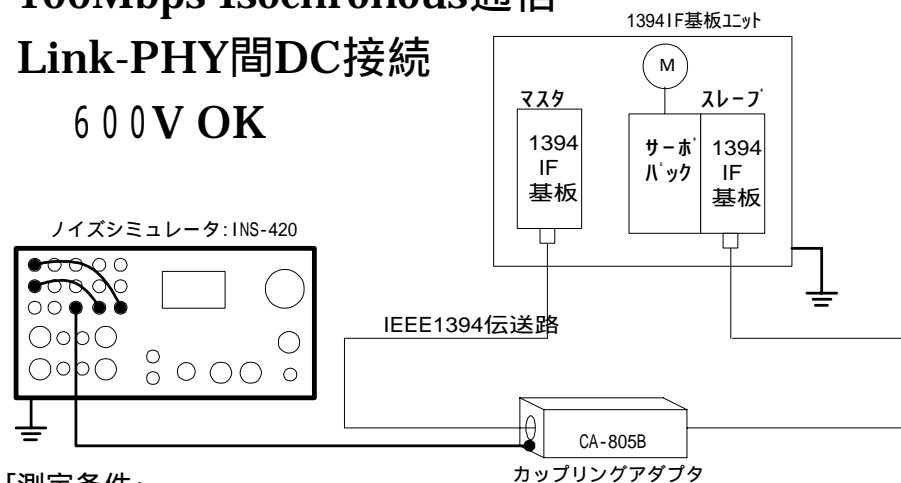 100Mbps Isochronous通信
Link-PHY間DC接続
600V OK
1394IF基板ユニット
M
マスタ
スレーブ
1394
IF
基板
サーボ
パック
1394
IF
基板
ノイズシミュレータ:INS-420
IEEE1394伝送路
CA-805B
カップリングアダプタ
「測定条件」